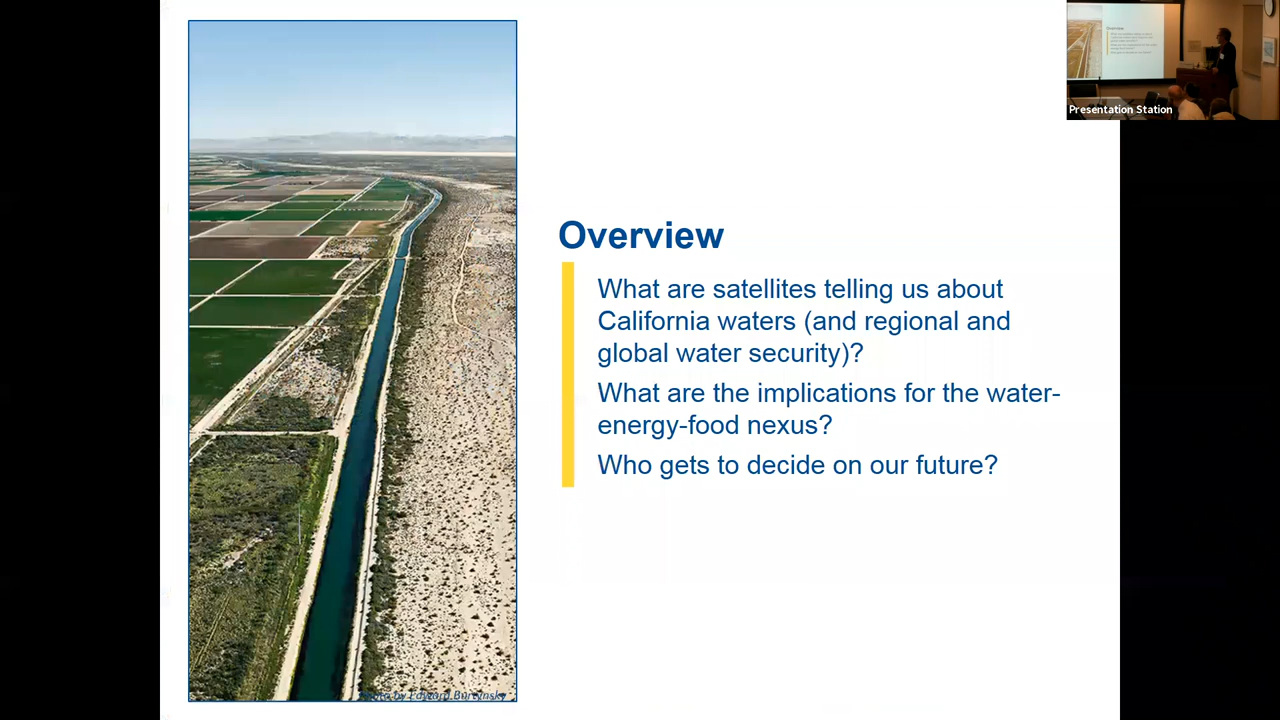 Presentation Station
Overview
What are satellites telling us about
California waters (and regional and
global water security)?
What are the implications for the water-
energy-food nexus?
Who gets to decide on our future?
Photo by Edward Burtynsky